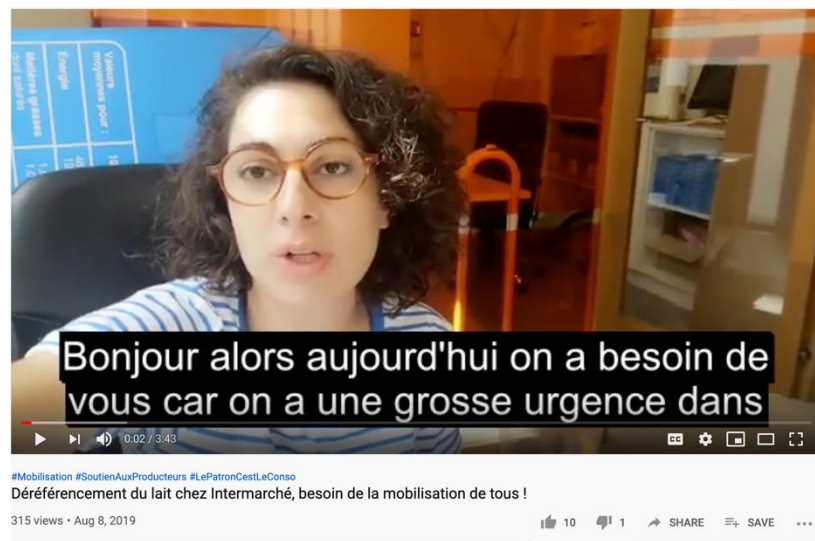 Valeurs
moyennes pour :
Énergie
Matières grasses
dont saturés
Bonjour alors aujourd'hui on a besoin de
vous car on a une grosse urgence dans
0:02 / 3:43
CC
#Mobilisation #SoutienAuxProducteurs #LePatronCestLeConso
Déréférencement du lait chez Intermarché, besoin de la mobilisation de tous !
315 views • Aug 8, 2019
10
1
SHARE
SAVE